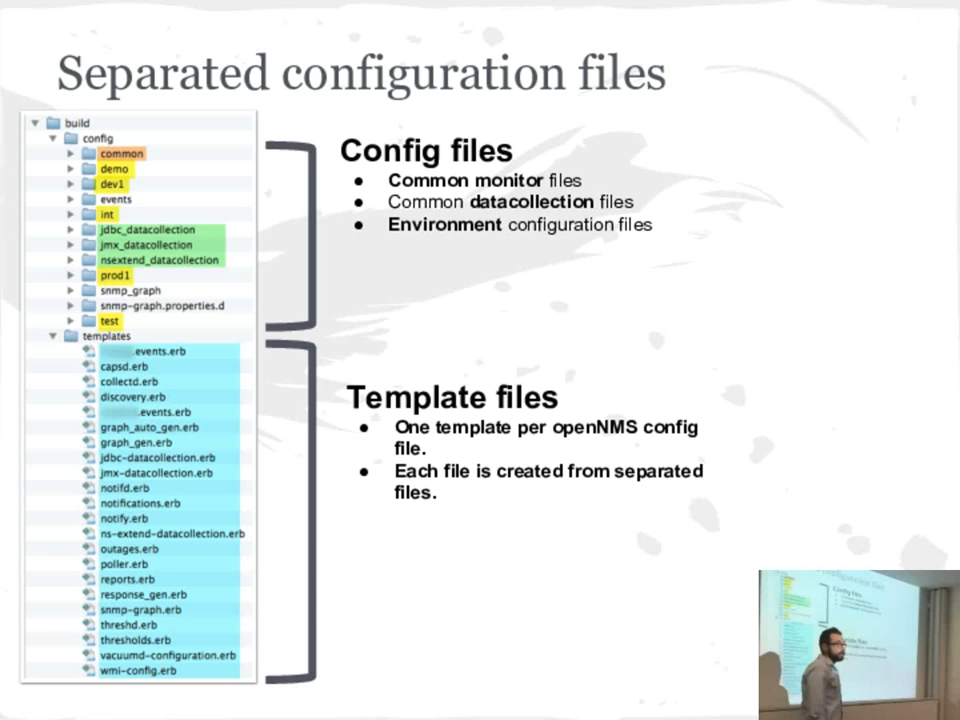 Separated configuration files
build
config
common
demo
dev1
events
int
jdbc_datacollection
jmx_datacollection
nsextend_datacollection
prod1
snmp_graph
snmp-graph.properties.d
test
templates
.events.erb
capsd.erb
collectd.erb
discovery.erb
.events.erb
graph_auto_gen.erb
graph_gen.erb
jdbc-datacollection.erb
jmx-datacollection.erb
notifd.erb
notifications.erb
notify.erb
ns-extend-datacollection.erb
outages.erb
poller.erb
reports.erb
response_gen.erb
snmp-graph.erb
threshd.erb
thresholds.erb
vacuumd-configuration.erb
wmi-config.erb
Config files
● Common monitor files
● Common datacollection files
● Environment configuration files
Template files
● One template per openNMS config
file.
● Each file is created from separated
files.